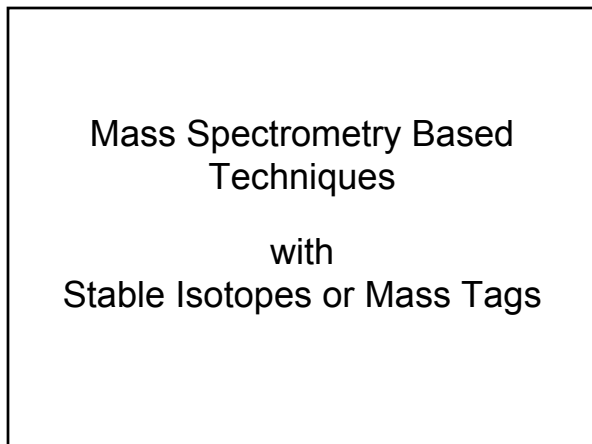 Mass Spectrometry Based
Techniques
with
Stable Isotopes or Mass Tags